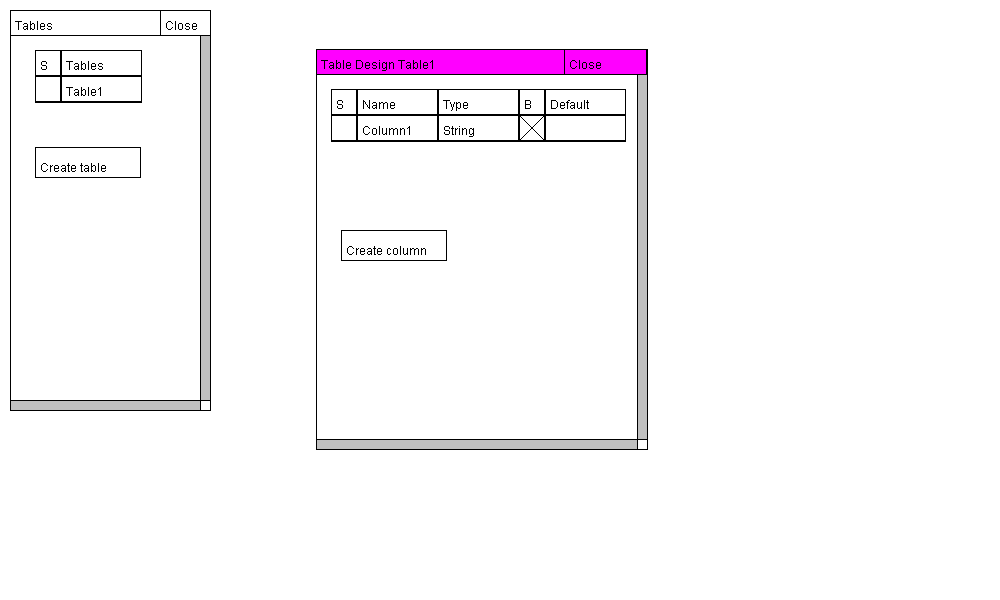 Tables Close
S Tables
Table1
Create table
Table Design Table1 Close
S Name Type B Default
Column1 String
Create column